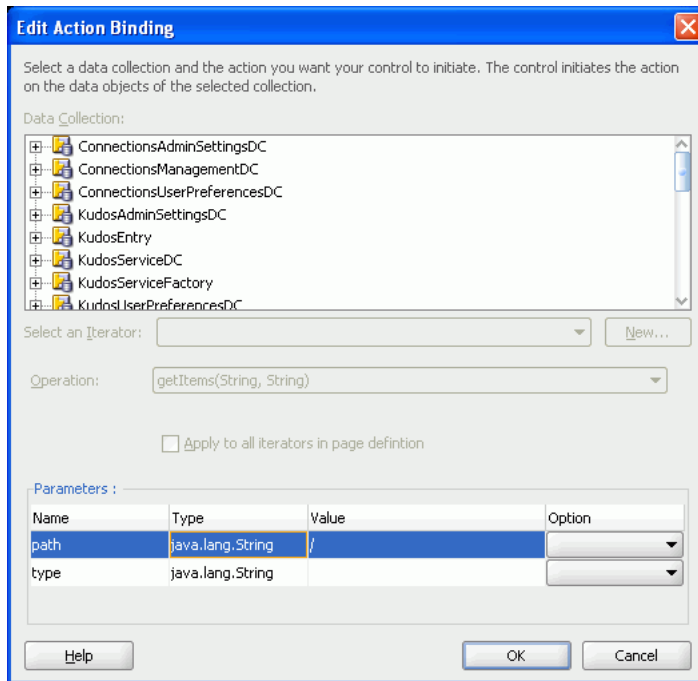 Edit Action Binding
Select a data collection and the action you want your control to initiate. The control initiates the action
on the data objects of the selected collection.
Data Collection:
ConnectionsAdminSettingsDC
ConnectionsManagementDC
ConnectionsUserPreferencesDC
KudosAdminSettingsDC
KudosEntry
KudosServiceDC
KudosServiceFactory
KudosUserPreferencesDC
Select an Iterator: New...
Operation: getItems(String, String)
Apply to all iterators in page defintion
Parameters :
Name Type Value Option
path java.lang.String /
type java.lang.String
Help OK Cancel